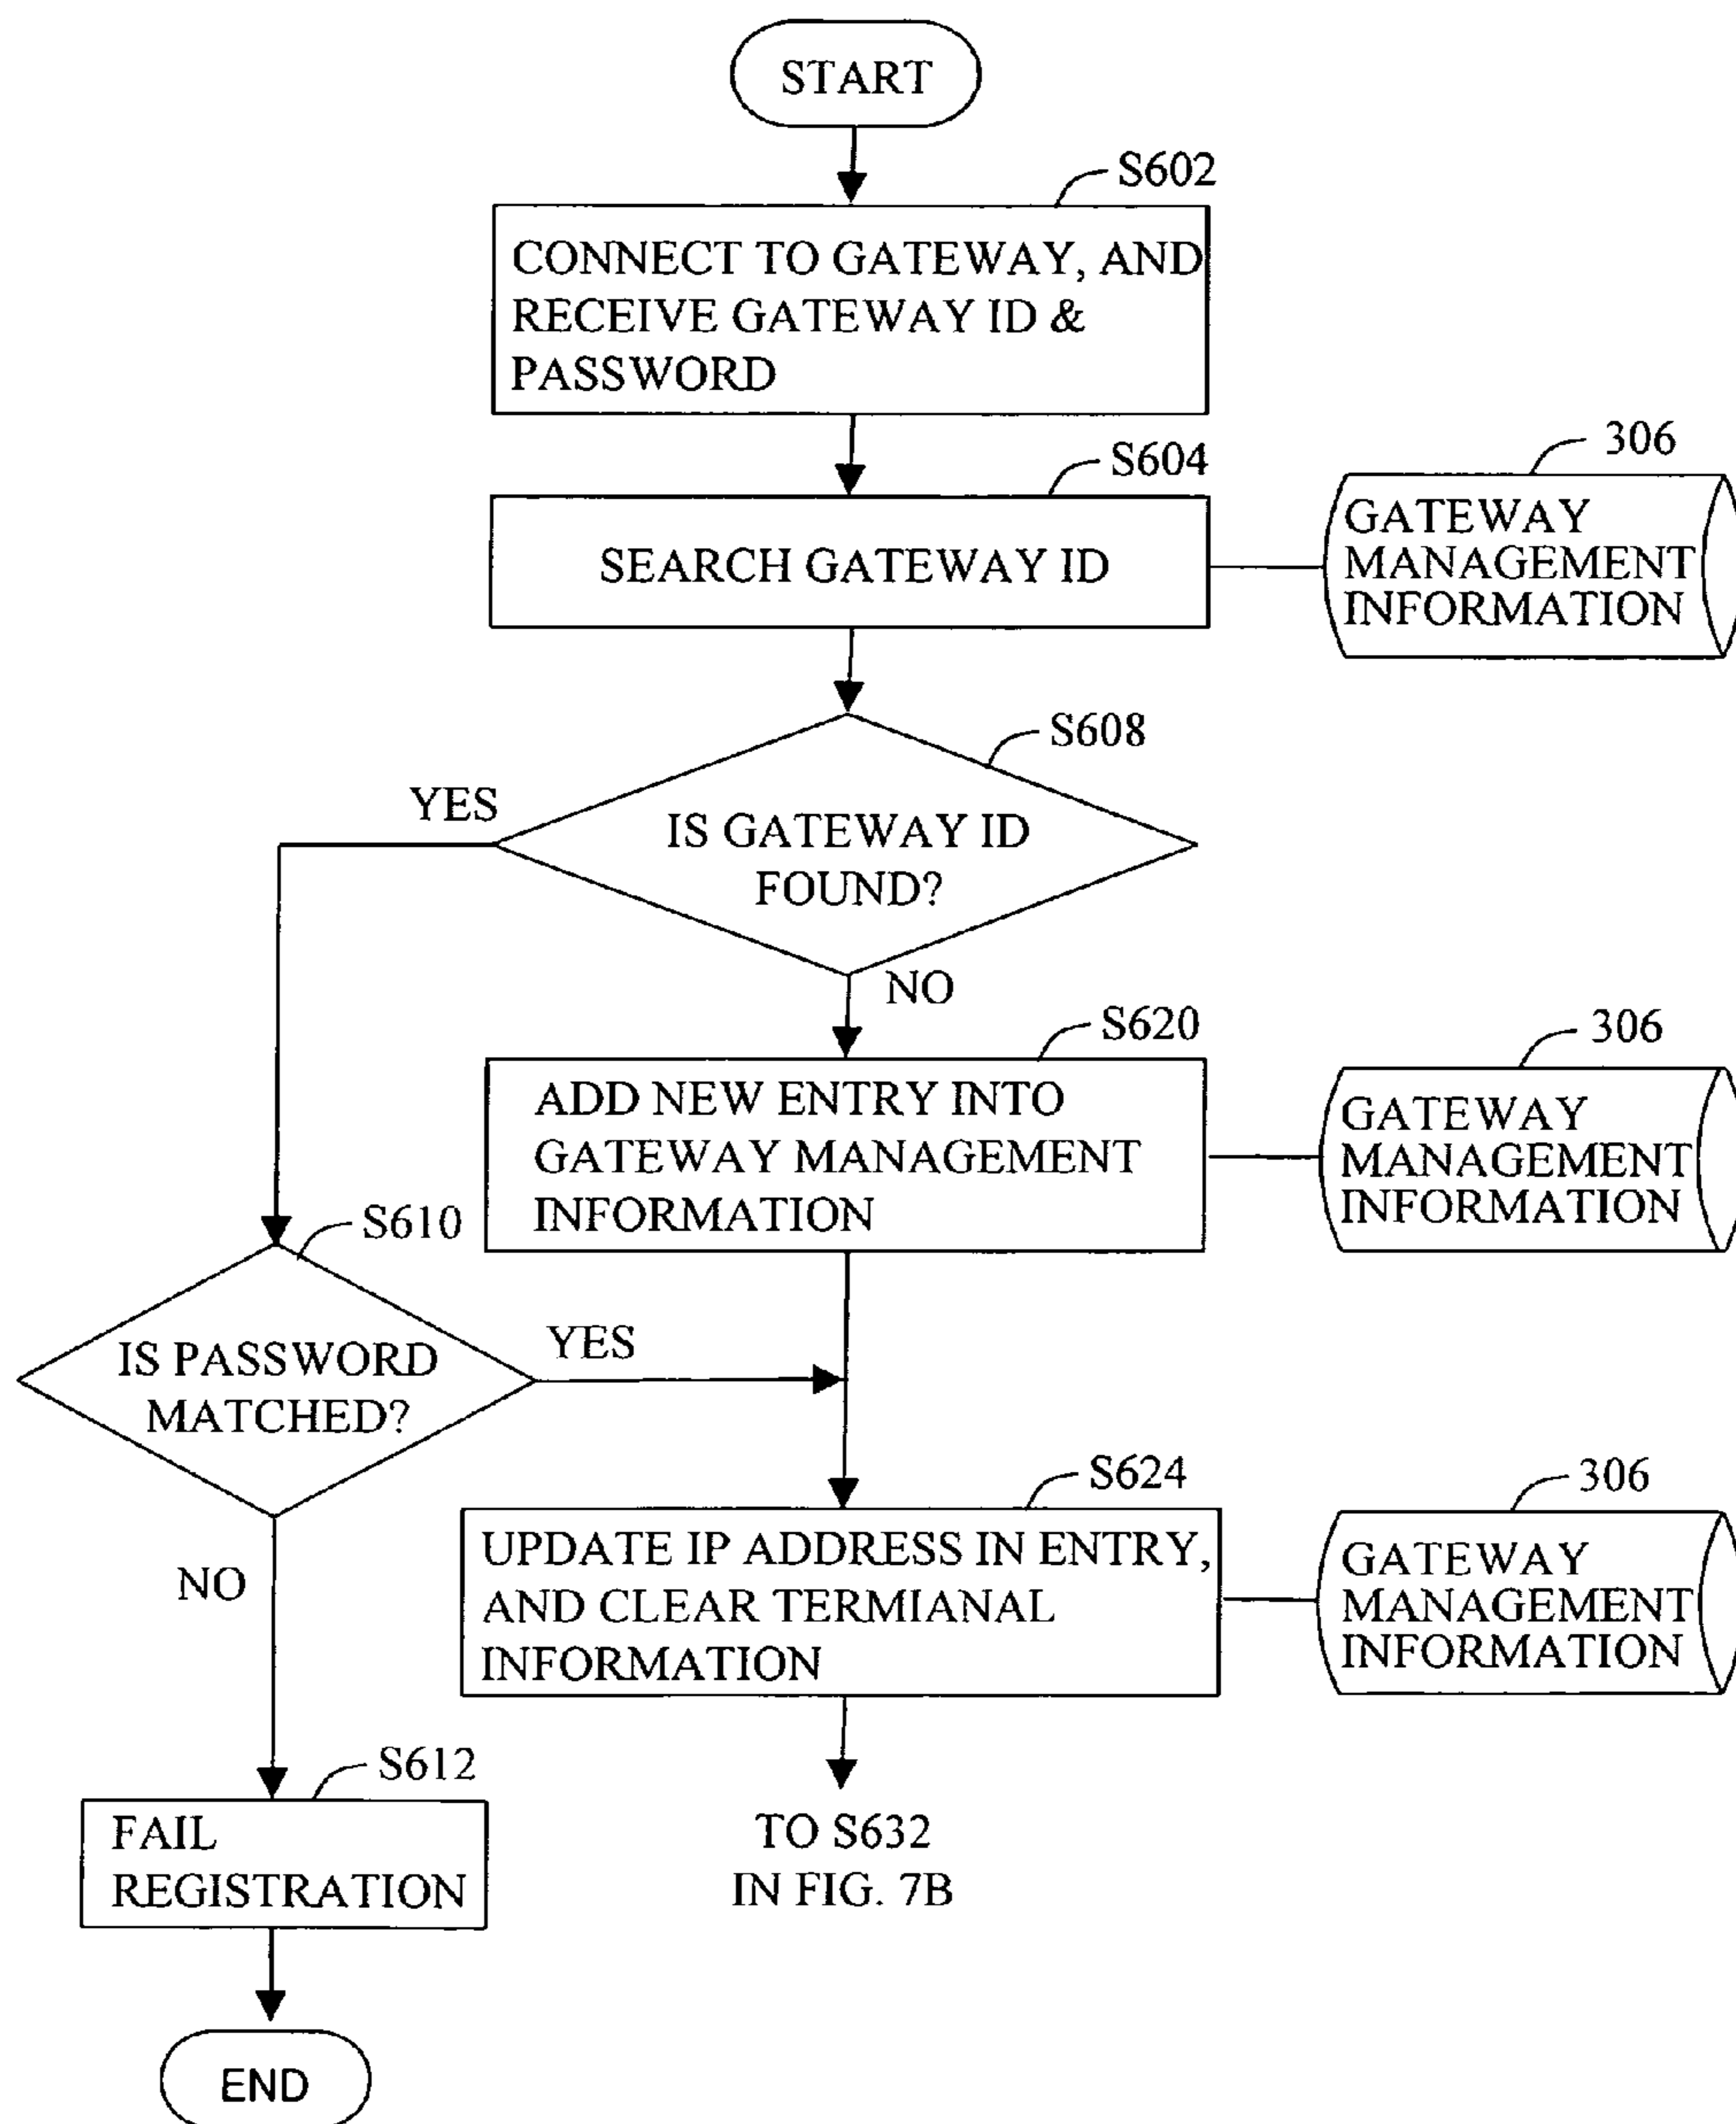 START
S602
CONNECT TO GATEWAY, AND
RECEIVE GATEWAY ID &
PASSWORD
S604
SEARCH GATEWAY ID
306
GATEWAY
MANAGEMENT
INFORMATION
S608
IS GATEWAY ID
FOUND?
YES
NO
S620
ADD NEW ENTRY INTO
GATEWAY MANAGEMENT
INFORMATION
306
GATEWAY
MANAGEMENT
INFORMATION
S610
IS PASSWORD
MATCHED?
YES
NO
S624
UPDATE IP ADDRESS IN ENTRY,
AND CLEAR TERMIANAL
INFORMATION
306
GATEWAY
MANAGEMENT
INFORMATION
S612
FAIL
REGISTRATION
TO S632
IN FIG. 7B
END